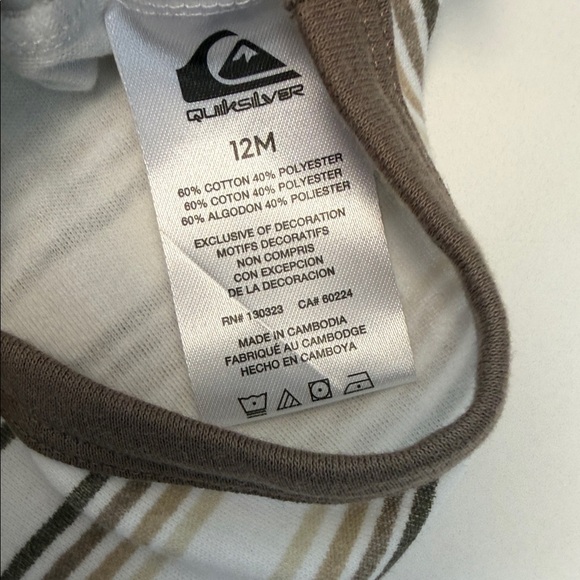 QUIKSILVER
12M
60% COTTON 40% POLYESTER
60% COTON 40% POLYESTER
60% ALGODON 40% POLIESTER
EXCLUSIVE OF DECORATION
MOTIFS DECORATIFS
NON COMPRIS
CON EXCEPCION
DE LA DECORACION
RN# 130323 CA# 60224
MADE IN CAMBODIA
FABRIQUÉ AU CAMBODGE
HECHO EN CAMBOYA